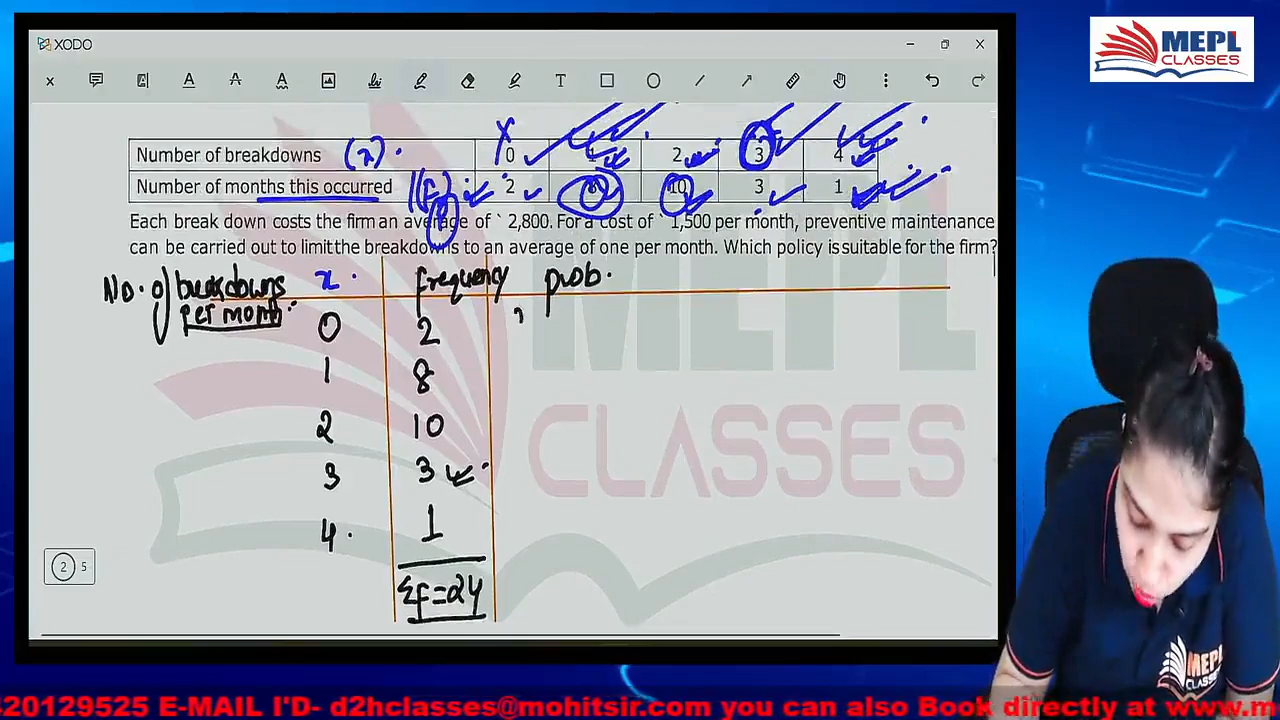 XODO
MEPL
CLASSES
Number of breakdowns (x) 0 1 2 3 4
Number of months this occurred (f) 2 8 10 3 1
Each break down costs the firm an average of ` 2,800. For a cost of ` 1,500 per month, preventive maintenance
can be carried out to limit the breakdowns to an average of one per month. Which policy is suitable for the firm?
No. of breakdowns x frequency prob.
per month
0 2
1 8
2 10
3 3
4 1
Σf=24
MEPL
CLASSES
2 5
MEPL
CLASSES
420129525 E-MAIL I'D- d2hclasses@mohitsir.com you can also Book directly at www.m